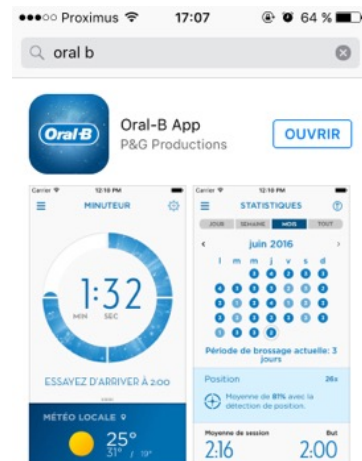 Proximus 17:07 64 %
oral b
Oral-B
Oral-B App
P&G Productions
OUVRIR
Carrier 12:18 PM
MINUTEUR
1:32
MIN SEC
ESSAYEZ D'ARRIVER À 2:00
MÉTÉO LOCALE
25°
31° / 19°
Carrier 12:18 PM
STATISTIQUES
JOUR SEMAINE MOIS TOUT
juin 2016
l m m j v s d
Période de brossage actuelle: 3
jours
Position 26x
Moyenne de 81% avec la
détection de position.
Moyenne de session But
2:16 2:00